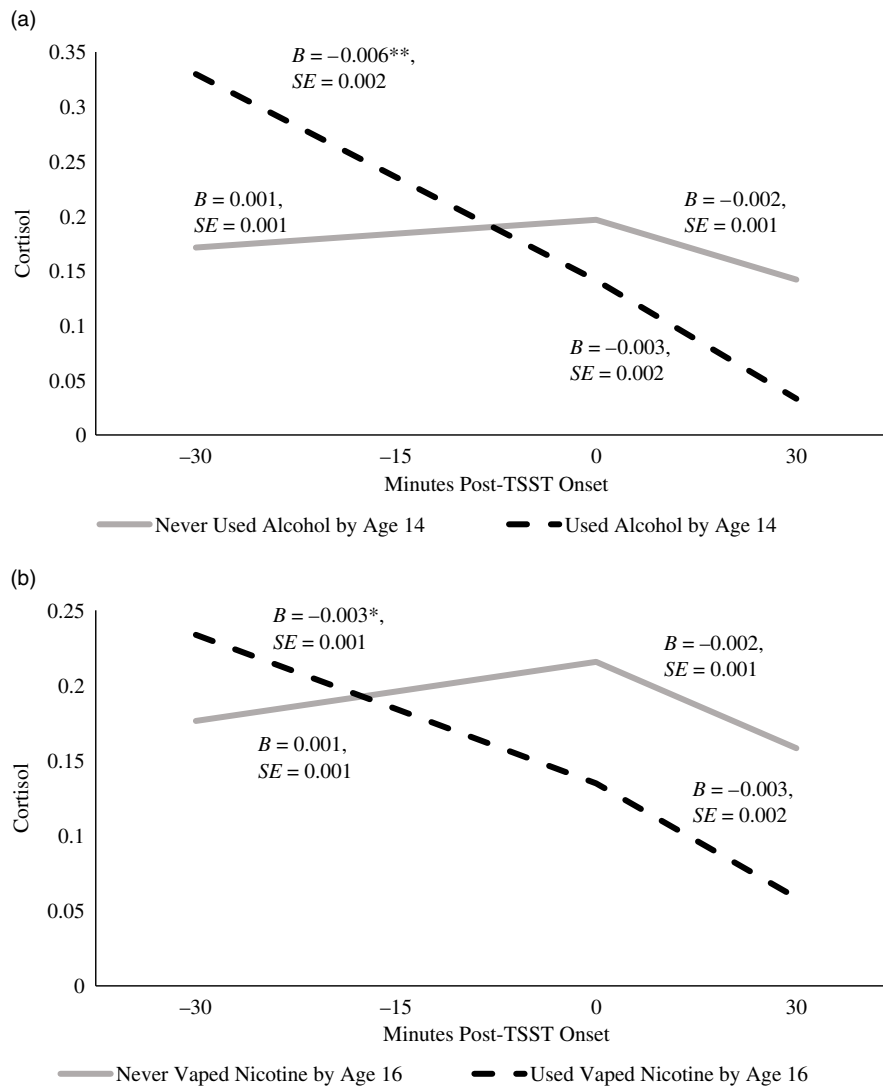 (a)
0.35
0.3
0.25
0.2
0.15
0.1
0.05
0
Cortisol
B = –0.006**,
SE = 0.002
B = 0.001,
SE = 0.001
B = –0.002,
SE = 0.001
B = –0.003,
SE = 0.002
–30 –15 0 30
Minutes Post-TSST Onset
Never Used Alcohol by Age 14 Used Alcohol by Age 14
(b)
0.25
0.2
0.15
0.1
0.05
0
Cortisol
B = –0.003*,
SE = 0.001
B = –0.002,
SE = 0.001
B = 0.001,
SE = 0.001
B = –0.003,
SE = 0.002
–30 –15 0 30
Minutes Post-TSST Onset
Never Vaped Nicotine by Age 16 Used Vaped Nicotine by Age 16